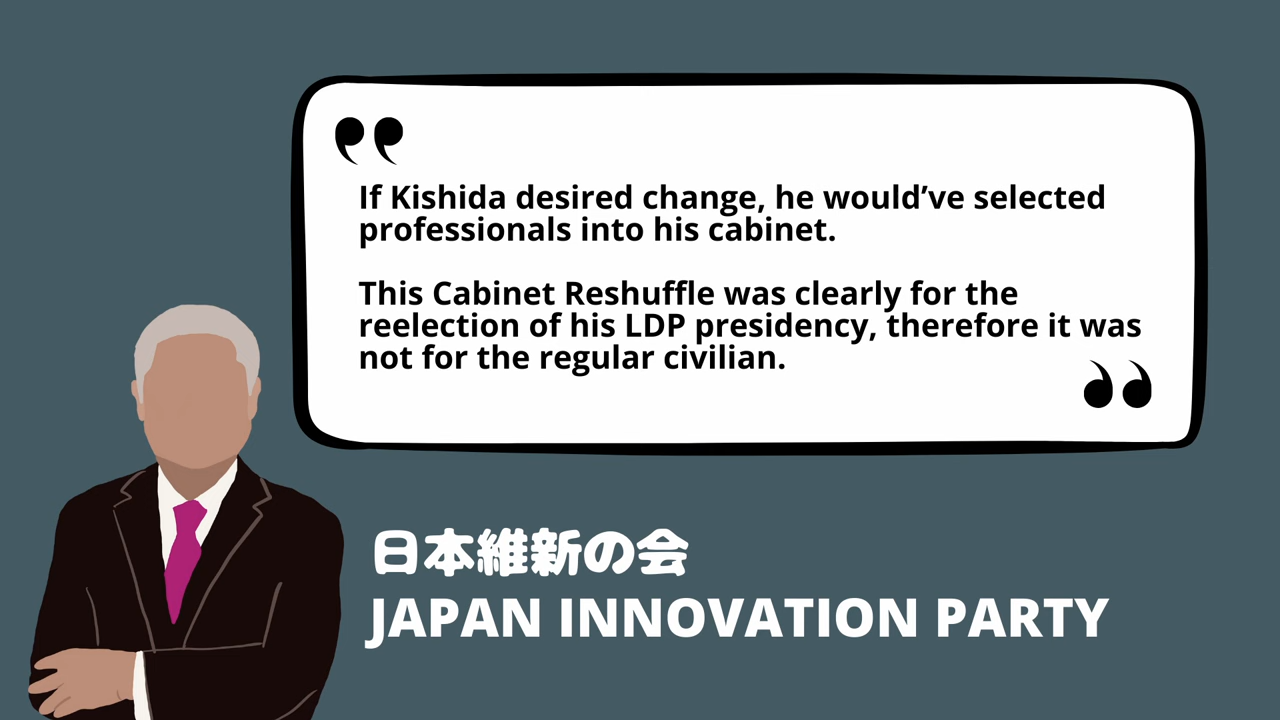 If Kishida desired change, he would’ve selected
professionals into his cabinet.
This Cabinet Reshuffle was clearly for the
reelection of his LDP presidency, therefore it was
not for the regular civilian.
日本維新の会
JAPAN INNOVATION PARTY